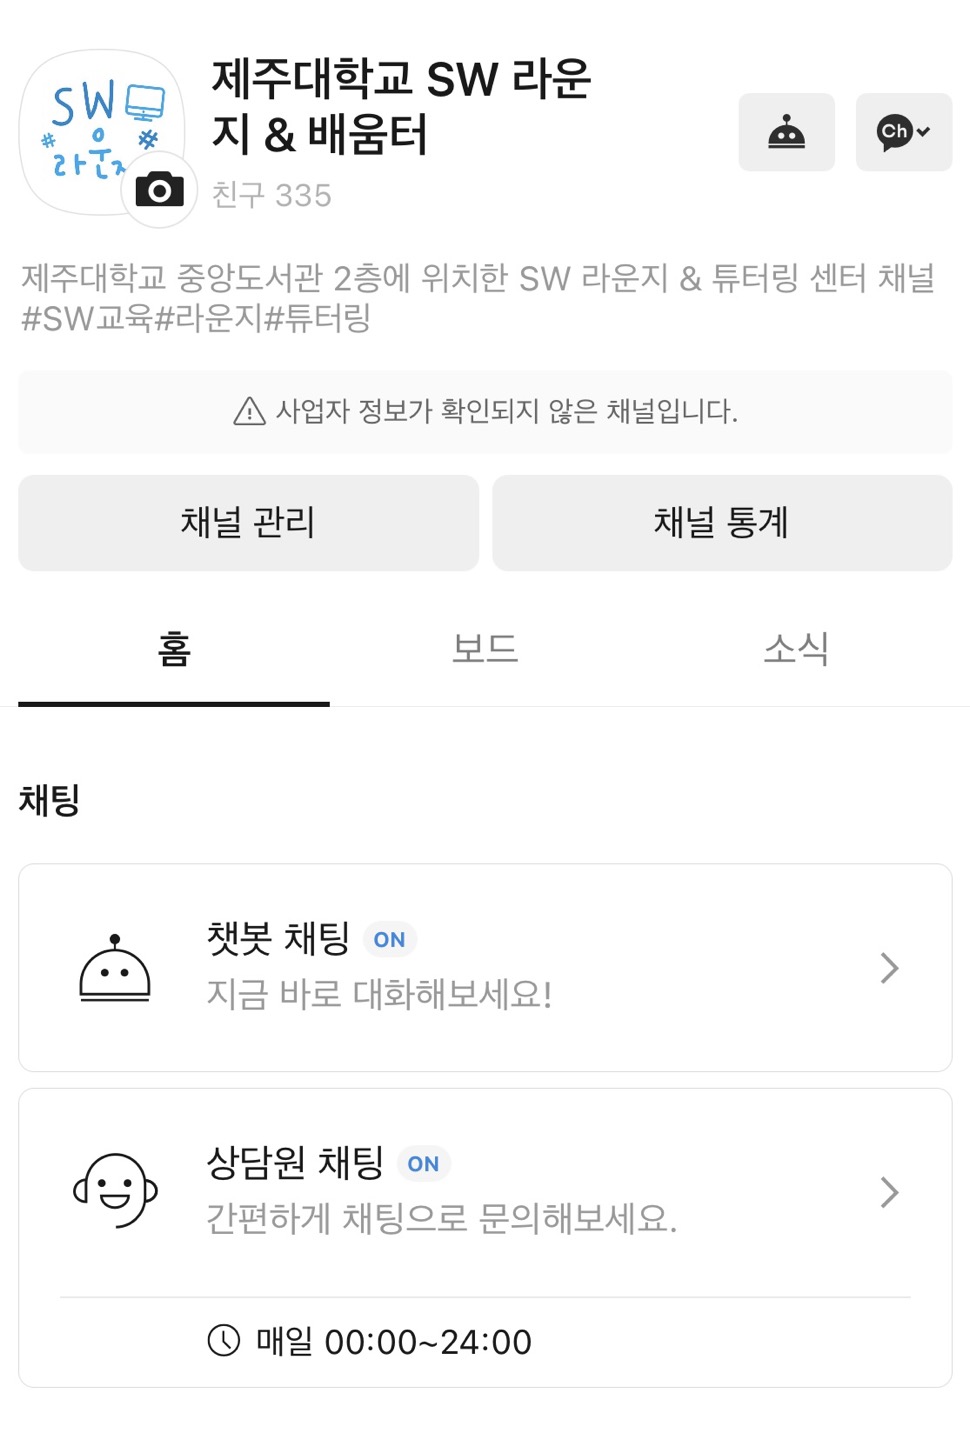 SW
#
#
라운지
제주대학교 SW 라운
지 & 배움터
친구 335
Ch
제주대학교 중앙도서관 2층에 위치한 SW 라운지 & 튜터링 센터 채널
#SW교육#라운지#튜터링
사업자 정보가 확인되지 않은 채널입니다.
채널 관리
채널 통계
홈
보드
소식
채팅
챗봇 채팅 ON
지금 바로 대화해보세요!
상담원 채팅 ON
간편하게 채팅으로 문의해보세요.
매일 00:00~24:00